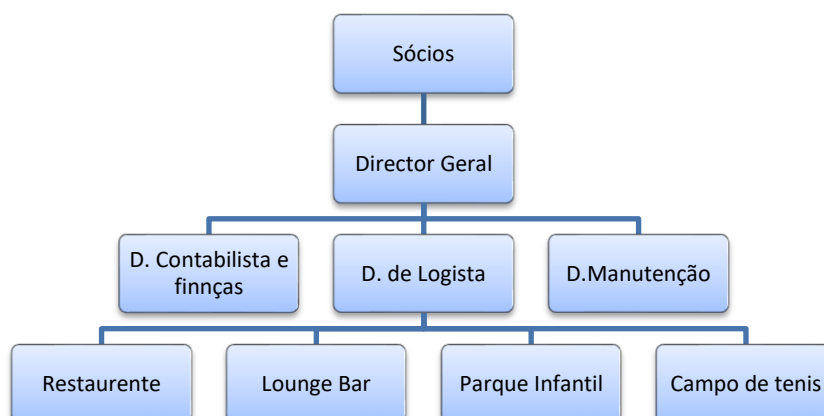 Sócios
Director Geral
D. Contabilista e
finnças
D. de Logista
D.Manutenção
Restaurente
Lounge Bar
Parque Infantil
Campo de tenis